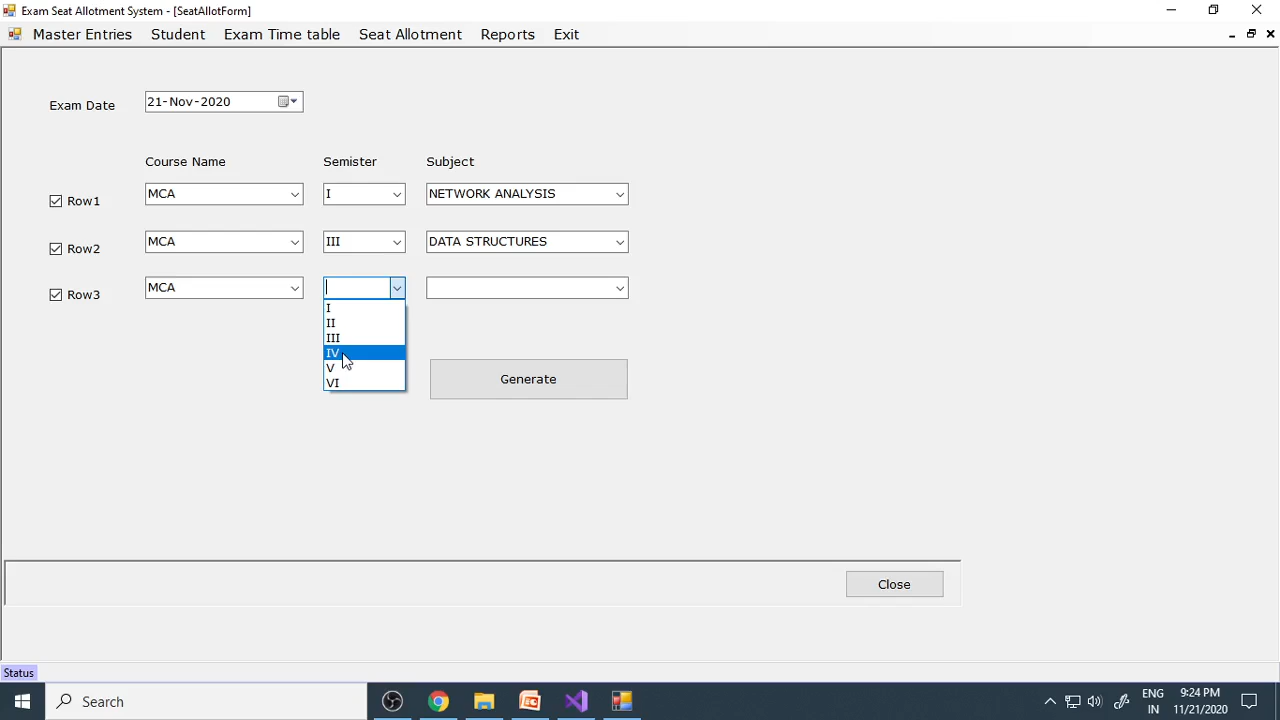 Exam Seat Allotment System - [SeatAllotForm]
Master Entries Student Exam Time table Seat Allotment Reports Exit
Exam Date 21-Nov-2020
Course Name Semister Subject
Row1 MCA I NETWORK ANALYSIS
Row2 MCA III DATA STRUCTURES
Row3 MCA
I
II
III
IV
V
VI
Generate
Close
Status
Search
ENG
IN
9:24 PM
11/21/2020